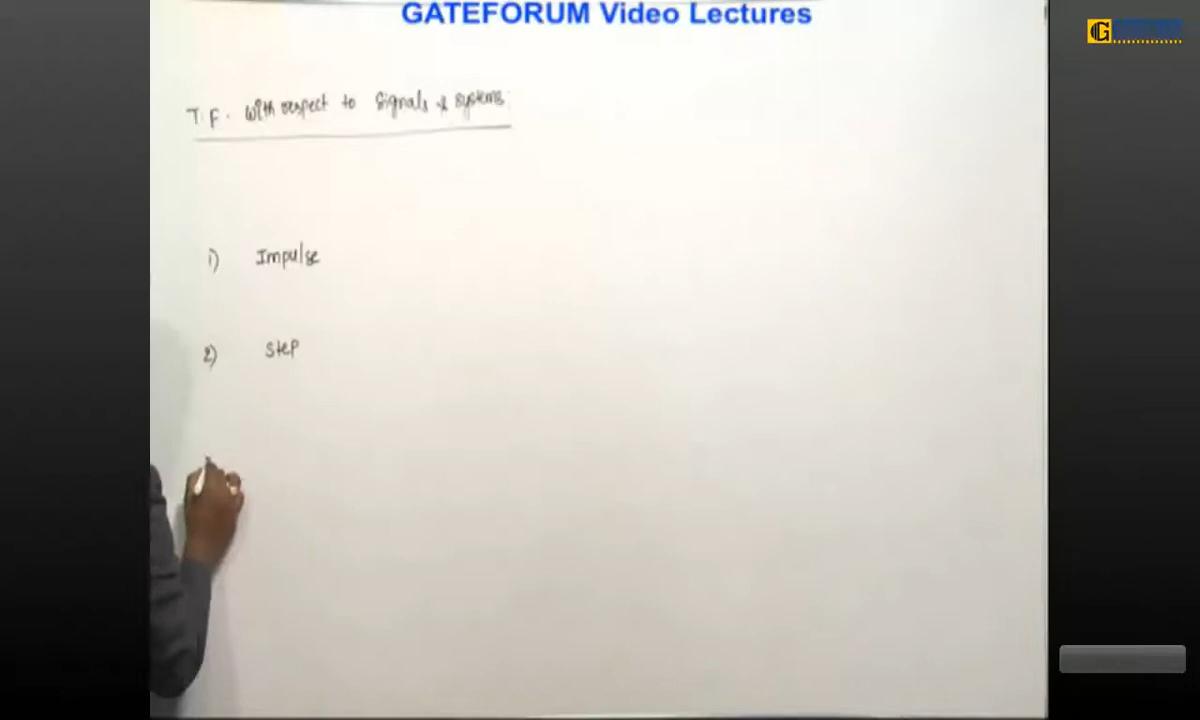 GATEFORUM Video Lectures
G
T.F. With respect to Signals & Systems
1) Impulse
2) Step